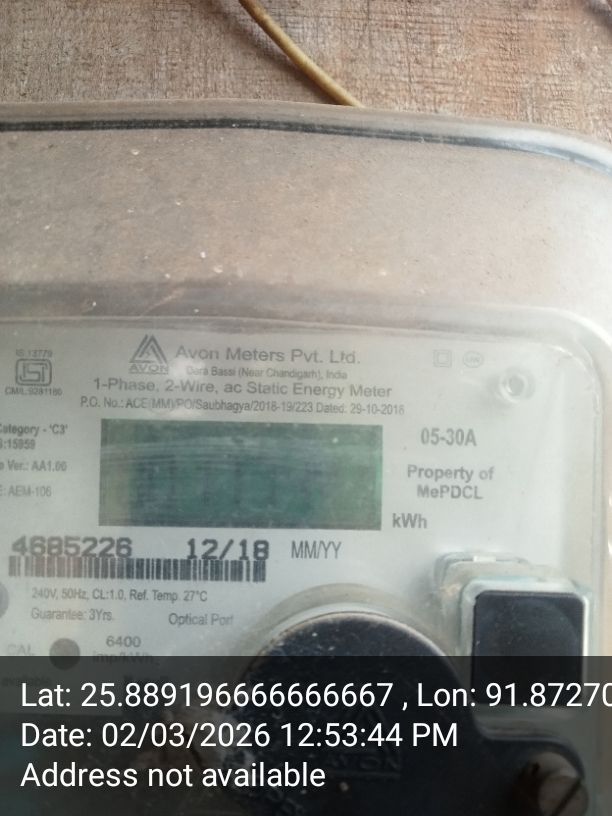 IS:13779
ISI
CM/L:9281180
AVON
Avon Meters Pvt. Ltd.
Dera Bassi (Near Chandigarh), India
1-Phase, 2-Wire, ac Static Energy Meter
P.O. No.: ACE(MM)/PO/Saubhagya/2018-19/223 Dated: 29-10-2018
Category - 'C3'
:15959
Ver.: AA1.00
: AEM-106
05-30A
Property of
MePDCL
kWh
4685226 12/18 MM/YY
240V, 50Hz, CL:1.0, Ref. Temp. 27°C
Guarantee: 3Yrs.
Optical Port
CAL
6400
imp/kWh
Lat: 25.889196666666667 , Lon: 91.87270
Date: 02/03/2026 12:53:44 PM
Address not available